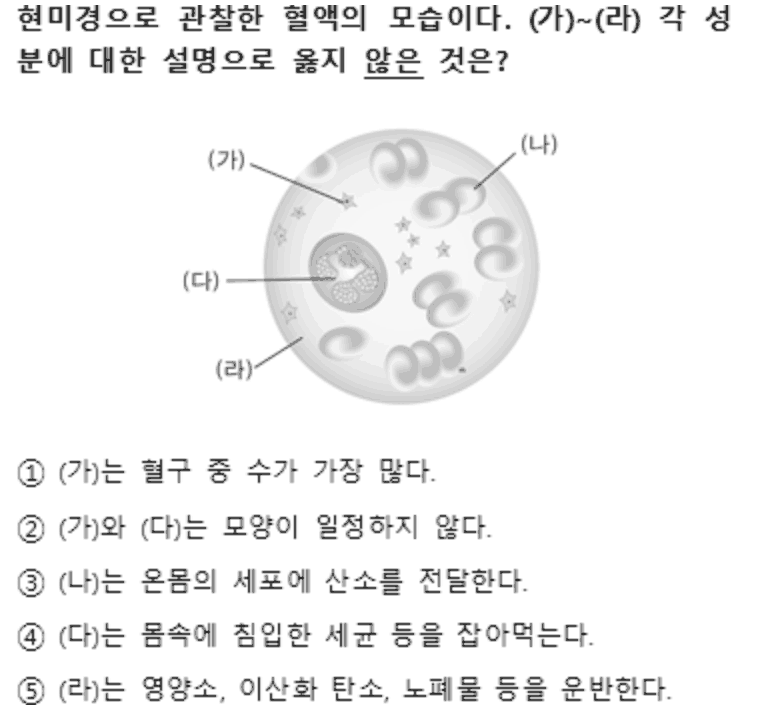 현미경으로 관찰한 혈액의 모습이다. (가)~(라) 각 성
분에 대한 설명으로 옳지 않은 것은?
(가)
(나)
(다)
(라)
① (가)는 혈구 중 수가 가장 많다.
② (가)와 (다)는 모양이 일정하지 않다.
③ (나)는 온몸의 세포에 산소를 전달한다.
④ (다)는 몸속에 침입한 세균 등을 잡아먹는다.
⑤ (라)는 영양소, 이산화 탄소, 노폐물 등을 운반한다.